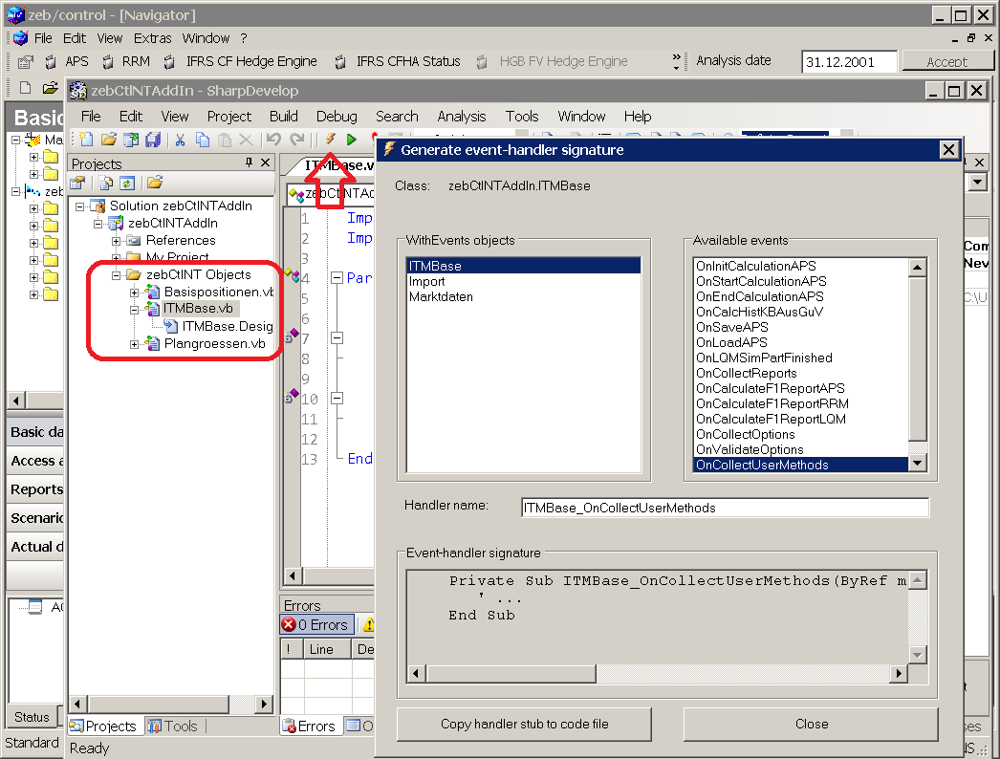 zeb/control - [Navigator]
File Edit View Extras Window ?
APS RRM IFRS CF Hedge Engine IFRS CFHA Status HGB FV Hedge Engine » Analysis date 31.12.2001 Accept
zebCtlNTAddIn - SharpDevelop
File Edit View Project Build Debug Search Analysis Tools Window Help
Basic
Ma
zeb
Basic da
Access a
Reports
Scenario
Actual d
Status
Standard
Projects
Solution zebCtlNTAddIn
zebCtlNTAddIn
References
My Project
zebCtlNT Objects
Basispositionen.vb
ITMBase.vb
ITMBase.Desig
Plangroessen.vb
Projects Tools
Ready
ITMBase.v
zebCtlNTAd
1 Imp
2 Imp
3
4 Par
5
6
7
8
9
10
11
12
13 End
Errors
0 Errors
! Line De
Errors O
Generate event-handler signature
Class: zebCtlNTAddIn.ITMBase
WithEvents objects
ITMBase
Import
Marktdaten
Available events
OnInitCalculationAPS
OnStartCalculationAPS
OnEndCalculationAPS
OnCalcHistKBAusGuV
OnSaveAPS
OnLoadAPS
OnLQMSimPartFinished
OnCollectReports
OnCalculateF1ReportAPS
OnCalculateF1ReportRRM
OnCalculateF1ReportLQM
OnCollectOptions
OnValidateOptions
OnCollectUserMethods
Handler name: ITMBase_OnCollectUserMethods
Event-handler signature
Private Sub ITMBase_OnCollectUserMethods(ByRef m
' ...
End Sub
Copy handler stub to code file Close
Com
Nev
C:\U